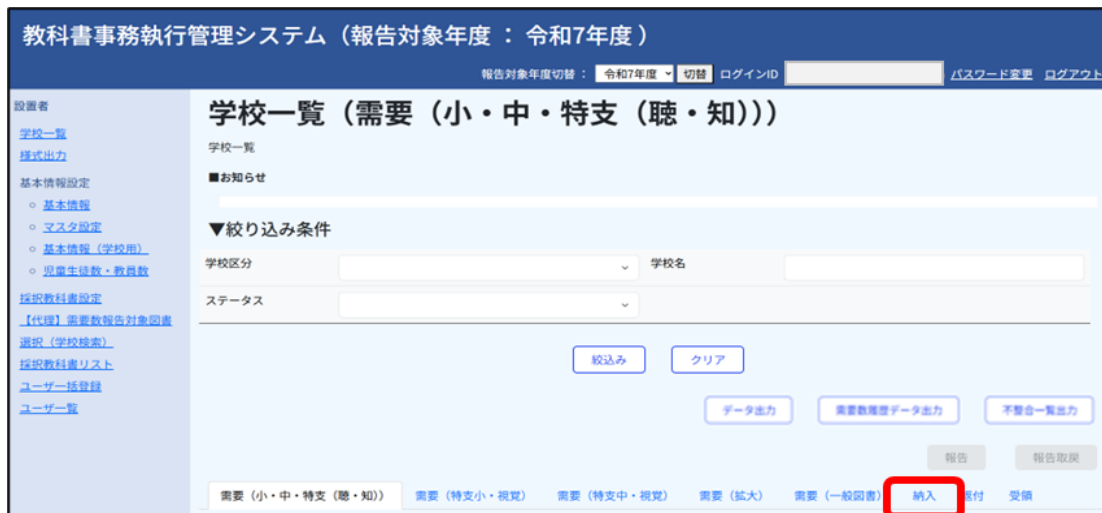 教科書事務執行管理システム（報告対象年度 ： 令和7年度 ）
報告対象年度切替 ： 令和7年度 切替 ログインID パスワード変更 ログアウト
設置者
学校一覧
様式出力
基本情報設定
基本情報
マスタ設定
基本情報（学校用）
児童生徒数・教員数
採択教科書設定
【代理】需要数報告対象図書
選択（学校検索）
採択教科書リスト
ユーザ一括登録
ユーザ一覧
学校一覧（需要（小・中・特支（聴・知）））
学校一覧
■お知らせ
▼絞り込み条件
学校区分 学校名
ステータス
絞込み クリア
データ出力 需要数履歴データ出力 不整合一覧出力
報告 報告取戻
需要（小・中・特支（聴・知）） 需要（特支小・視覚） 需要（特支中・視覚） 需要（拡大） 需要（一般図書） 納入 返付 受領